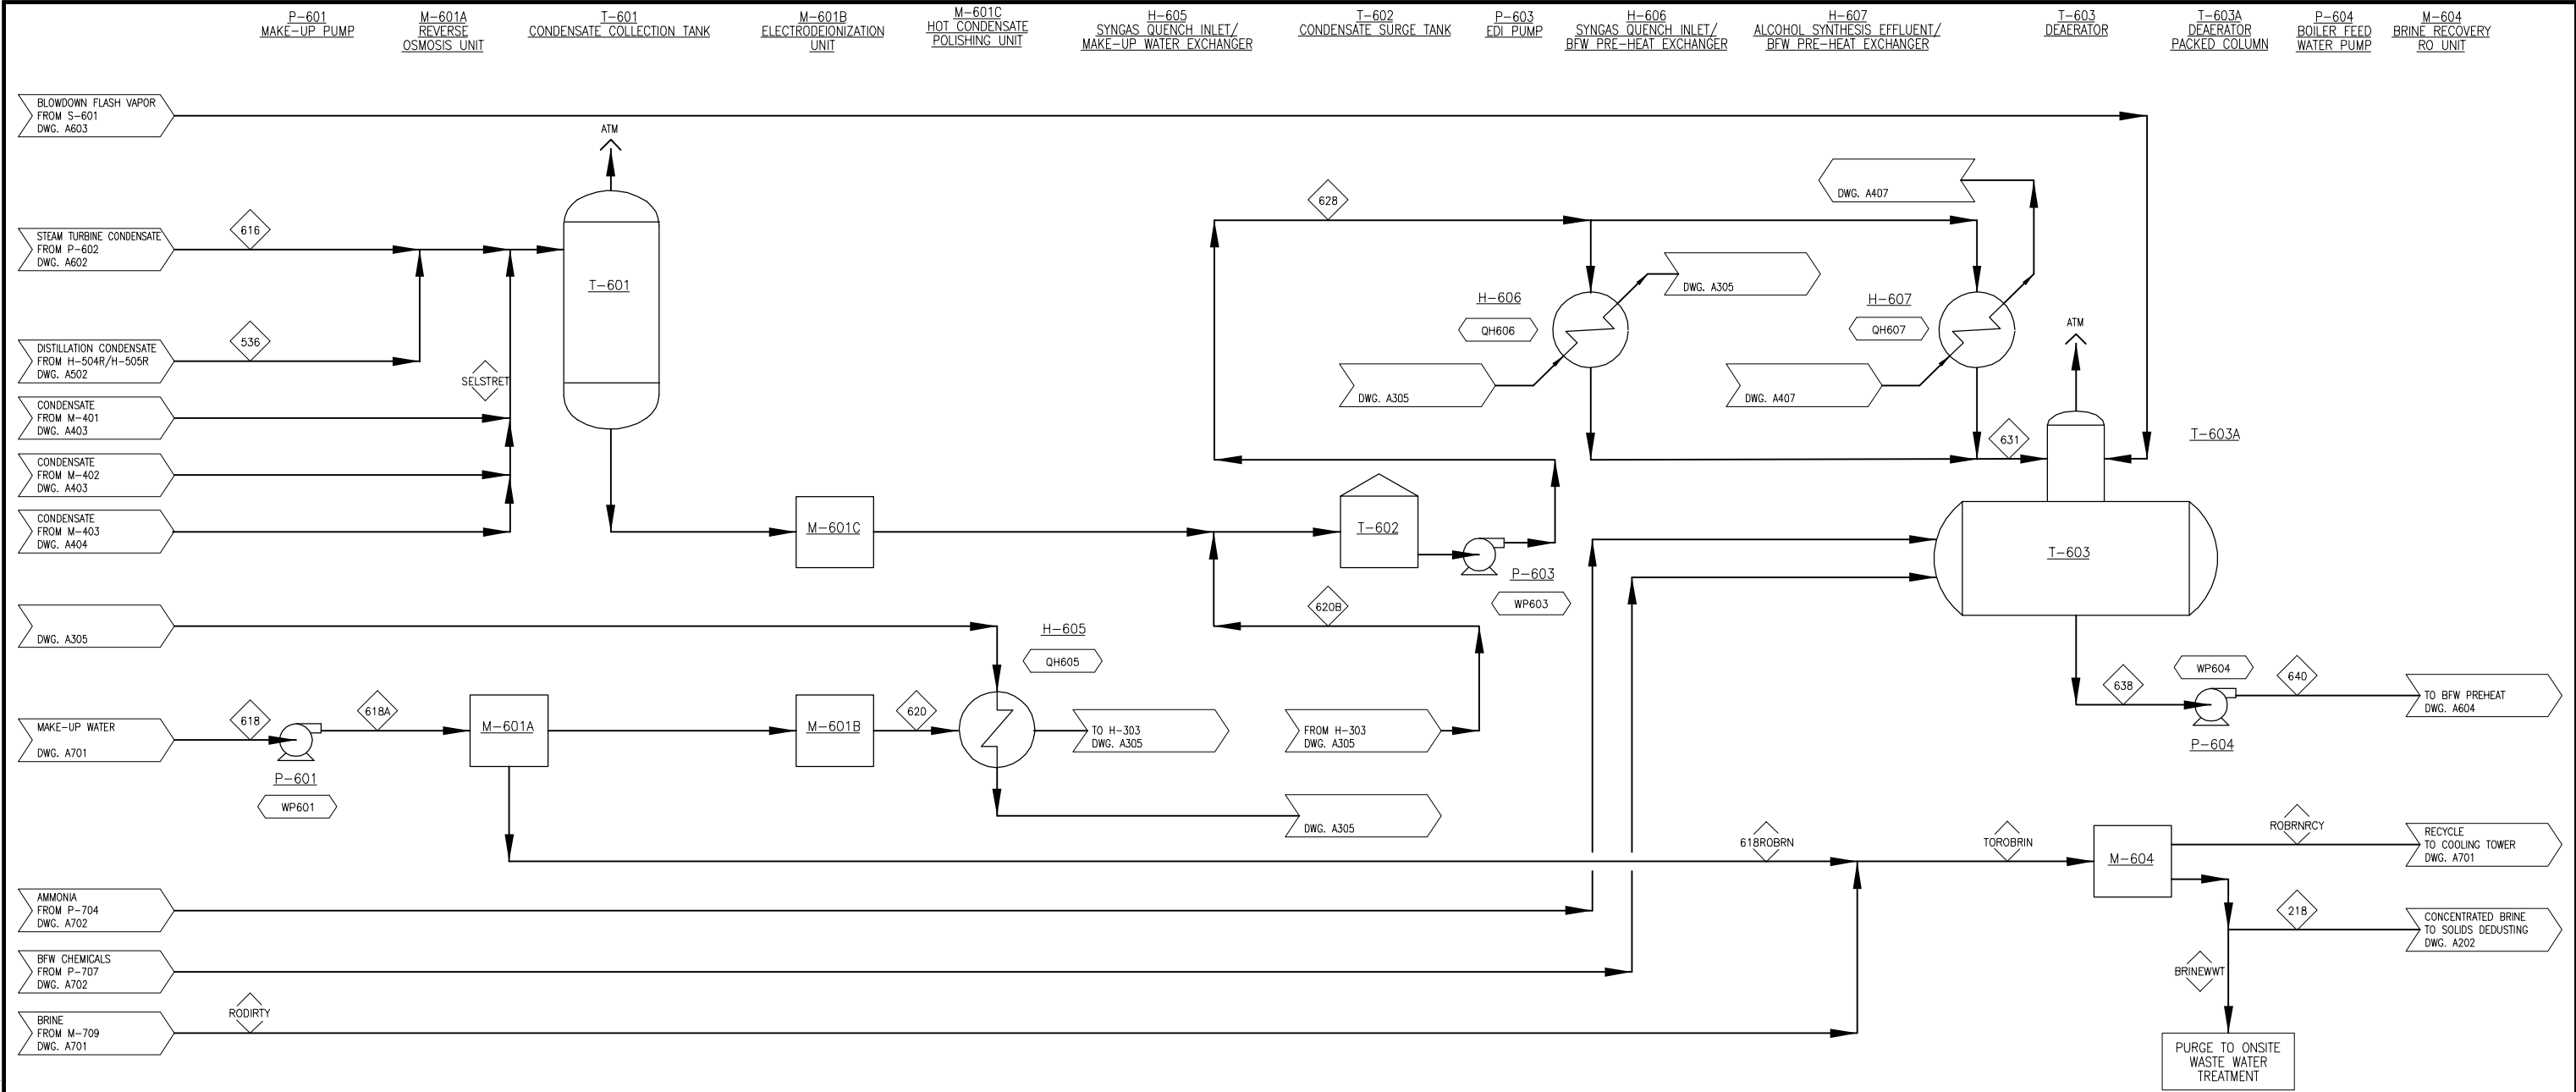 P-601
MAKE-UP PUMP
M-601A
REVERSE
OSMOSIS UNIT
T-601
CONDENSATE COLLECTION TANK
M-601B
ELECTRODEIONIZATION
UNIT
M-601C
HOT CONDENSATE
POLISHING UNIT
H-605
SYNGAS QUENCH INLET/
MAKE-UP WATER EXCHANGER
T-602
CONDENSATE SURGE TANK
P-603
EDI PUMP
H-606
SYNGAS QUENCH INLET/
BFW PRE-HEAT EXCHANGER
H-607
ALCOHOL SYNTHESIS EFFLUENT/
BFW PRE-HEAT EXCHANGER
T-603
DEAERATOR
T-603A
DEAERATOR
PACKED COLUMN
P-604
BOILER FEED
WATER PUMP
M-604
BRINE RECOVERY
RO UNIT
BLOWDOWN FLASH VAPOR
FROM S-601
DWG. A603
ATM
DWG. A407
628
616
STEAM TURBINE CONDENSATE
FROM P-602
DWG. A602
T-601
DWG. A305
H-606
QH606
H-607
QH607
ATM
536
DISTILLATION CONDENSATE
FROM H-504R/H-505R
DWG. A502
SELSTRET
DWG. A305
DWG. A407
CONDENSATE
FROM M-401
DWG. A403
631
T-603A
CONDENSATE
FROM M-402
DWG. A403
CONDENSATE
FROM M-403
DWG. A404
M-601C
T-602
P-603
WP603
T-603
620B
DWG. A305
H-605
QH605
WP604
638
640
TO BFW PREHEAT
DWG. A604
P-604
MAKE-UP WATER
DWG. A701
618
618A
M-601A
M-601B
620
TO H-303
DWG. A305
FROM H-303
DWG. A305
P-601
WP601
DWG. A305
618ROBRN
TOROBRIN
M-604
ROBRNRCY
RECYCLE
TO COOLING TOWER
DWG. A701
AMMONIA
FROM P-704
DWG. A702
218
CONCENTRATED BRINE
TO SOLIDS DEDUSTING
DWG. A202
BFW CHEMICALS
FROM P-707
DWG. A702
BRINEWWT
RODIRTY
BRINE
FROM M-709
DWG. A701
PURGE TO ONSITE
WASTE WATER
TREATMENT